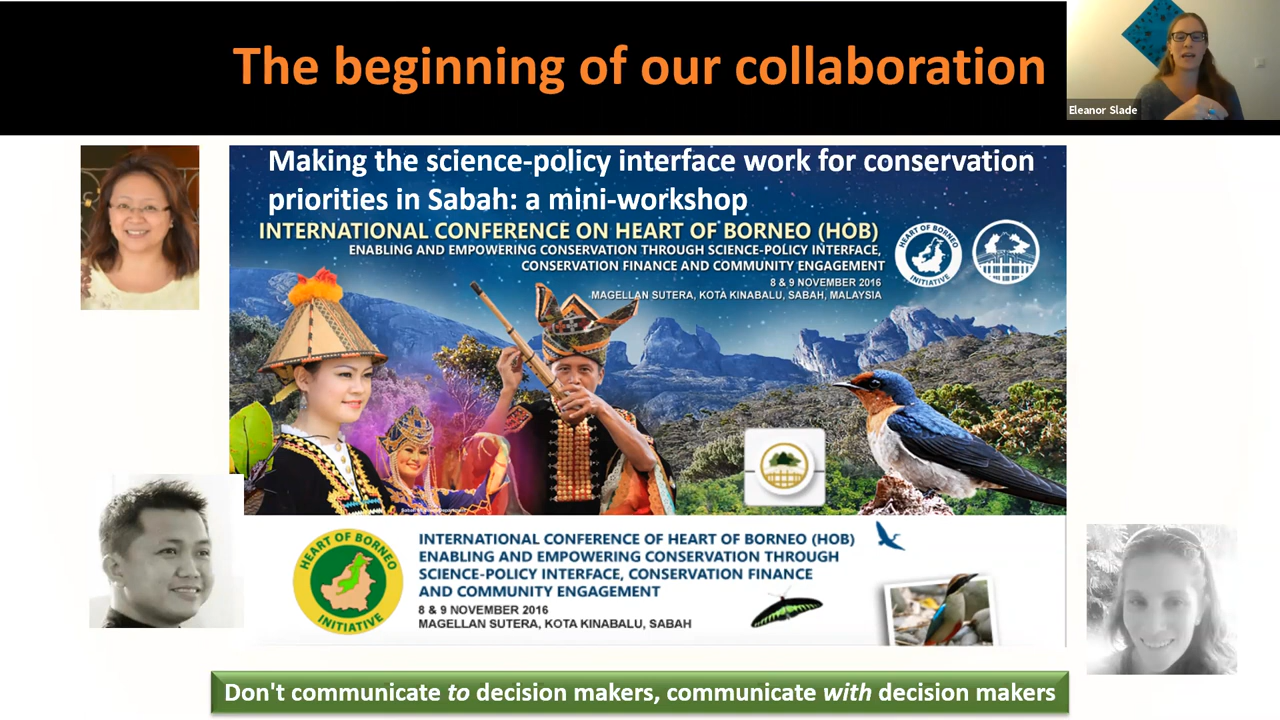 The beginning of our collaboration
Eleanor Slade
Making the science-policy interface work for conservation
priorities in Sabah: a mini-workshop
INTERNATIONAL CONFERENCE ON HEART OF BORNEO (HOB)
ENABLING AND EMPOWERING CONSERVATION THROUGH SCIENCE-POLICY INTERFACE,
CONSERVATION FINANCE AND COMMUNITY ENGAGEMENT
8 & 9 NOVEMBER 2016
MAGELLAN SUTERA, KOTA KINABALU, SABAH, MALAYSIA
HEART OF BORNEO
INITIATIVE
HEART OF BORNEO
INITIATIVE
INTERNATIONAL CONFERENCE OF HEART OF BORNEO (HOB)
ENABLING AND EMPOWERING CONSERVATION THROUGH
SCIENCE-POLICY INTERFACE, CONSERVATION FINANCE
AND COMMUNITY ENGAGEMENT
8 & 9 NOVEMBER 2016
MAGELLAN SUTERA, KOTA KINABALU, SABAH
Don't communicate to decision makers, communicate with decision makers